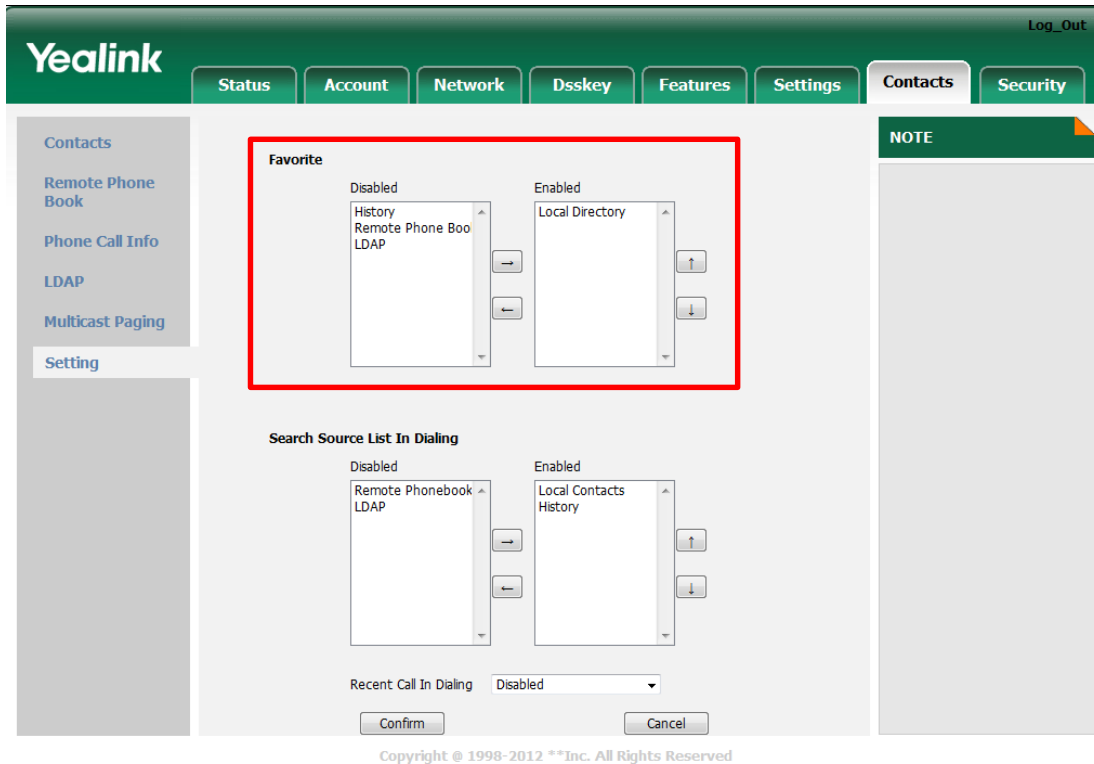 Log_Out
Yealink
Status Account Network Dsskey Features Settings Contacts Security
Contacts
Remote Phone
Book
Phone Call Info
LDAP
Multicast Paging
Setting
NOTE
Favorite
Disabled Enabled
History
Remote Phone Boo
LDAP
Local Directory
→
←
↑
↓
Search Source List In Dialing
Disabled Enabled
Remote Phonebook
LDAP
Local Contacts
History
→
←
↑
↓
Recent Call In Dialing Disabled
Confirm Cancel
Copyright @ 1998-2012 **Inc. All Rights Reserved